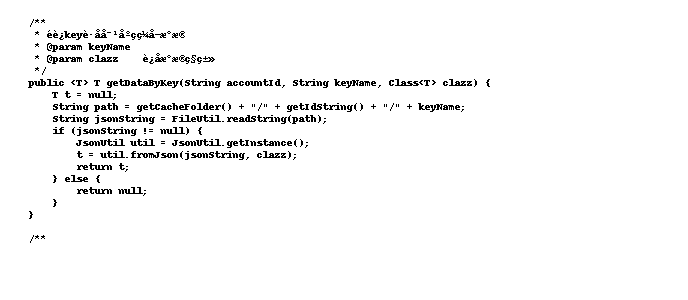 /**
 * éè¿keyè·åå¯¹åºçç¼å-æ°æ®
 * @param keyName
 * @param clazz    è¿åæ°æ®ç§ç±»
 */
public <T> T getDataByKey(String accountId, String keyName, Class<T> clazz) {
    T t = null;
    String path = getCacheFolder() + "/" + getIdString() + "/" + keyName;
    String jsonString = FileUtil.readString(path);
    if (jsonString != null) {
        JsonUtil util = JsonUtil.getInstance();
        t = util.fromJson(jsonString, clazz);
        return t;
    } else {
        return null;
    }
}
/**